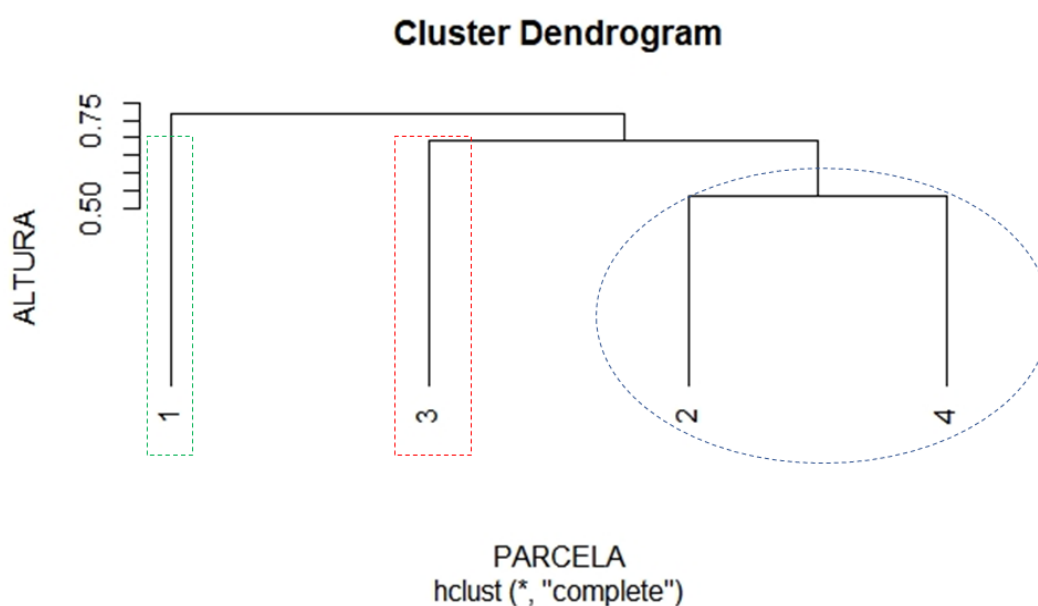 Cluster Dendrogram
0.75
0.50
ALTURA
1
3
2
4
PARCELA
hclust (*, "complete")